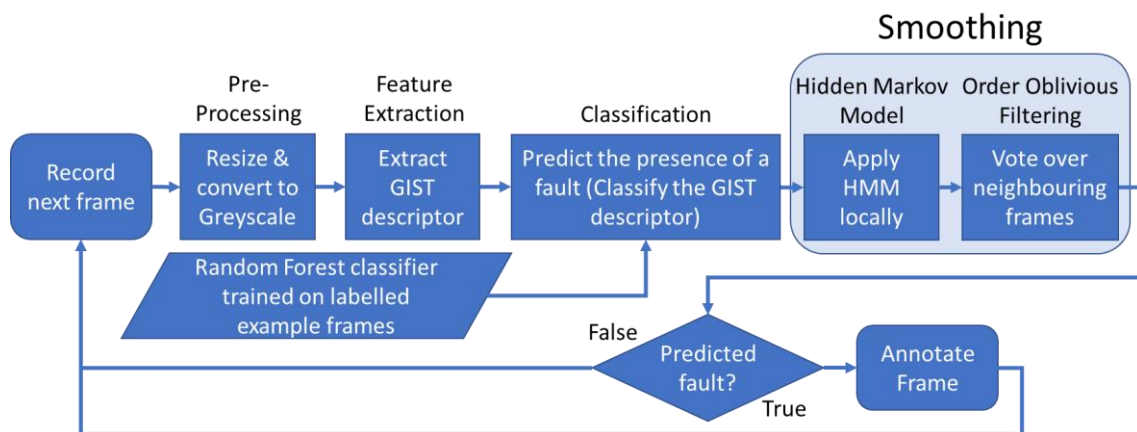 Smoothing
Pre-
Processing
Feature
Extraction
Classification
Hidden Markov
Model
Order Oblivious
Filtering
Record
next frame
Resize &
convert to
Greyscale
Extract
GIST
descriptor
Predict the presence of a
fault (Classify the GIST
descriptor)
Apply
HMM
locally
Vote over
neighbouring
frames
Random Forest classifier
trained on labelled
example frames
False
Predicted
fault?
True
Annotate
Frame